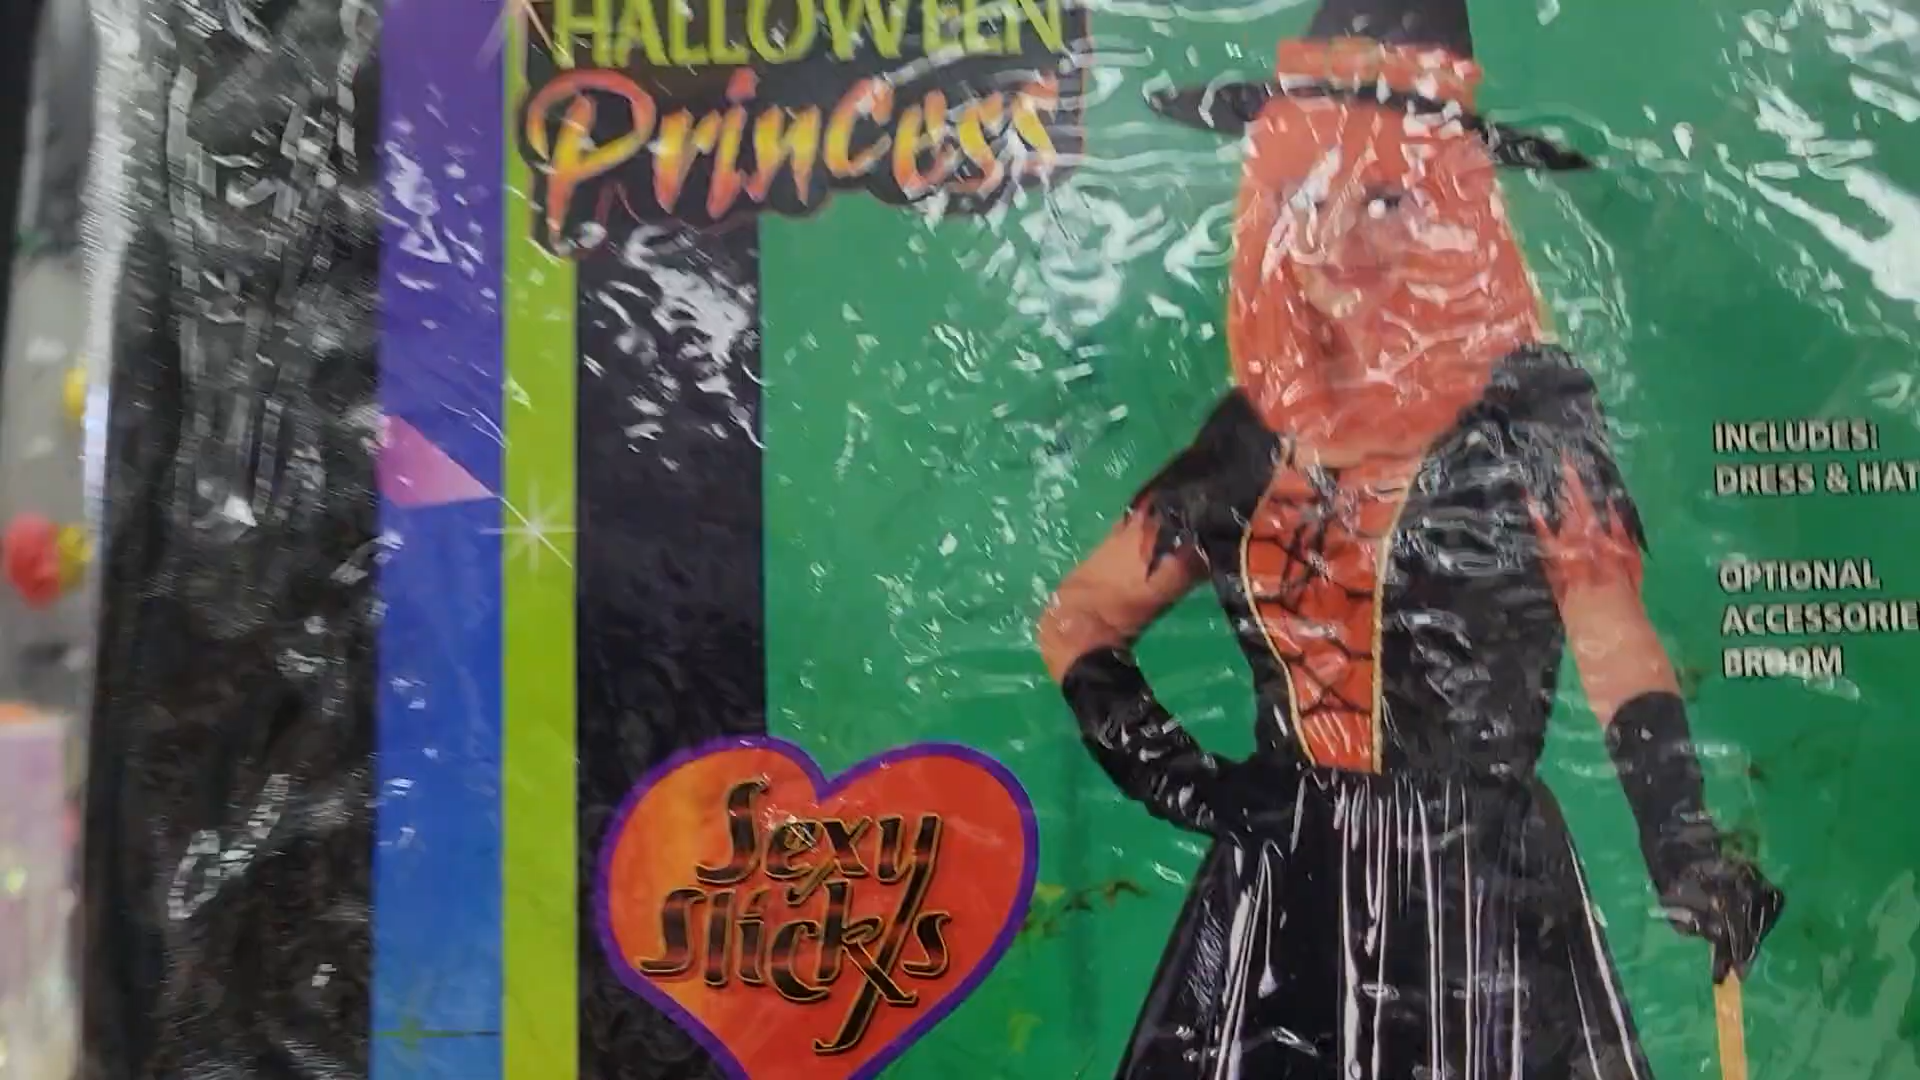 HALLOWEEN
Princess
INCLUDES:
DRESS & HAT
OPTIONAL
ACCESSORIE
BROOM
Sexy
Slicks